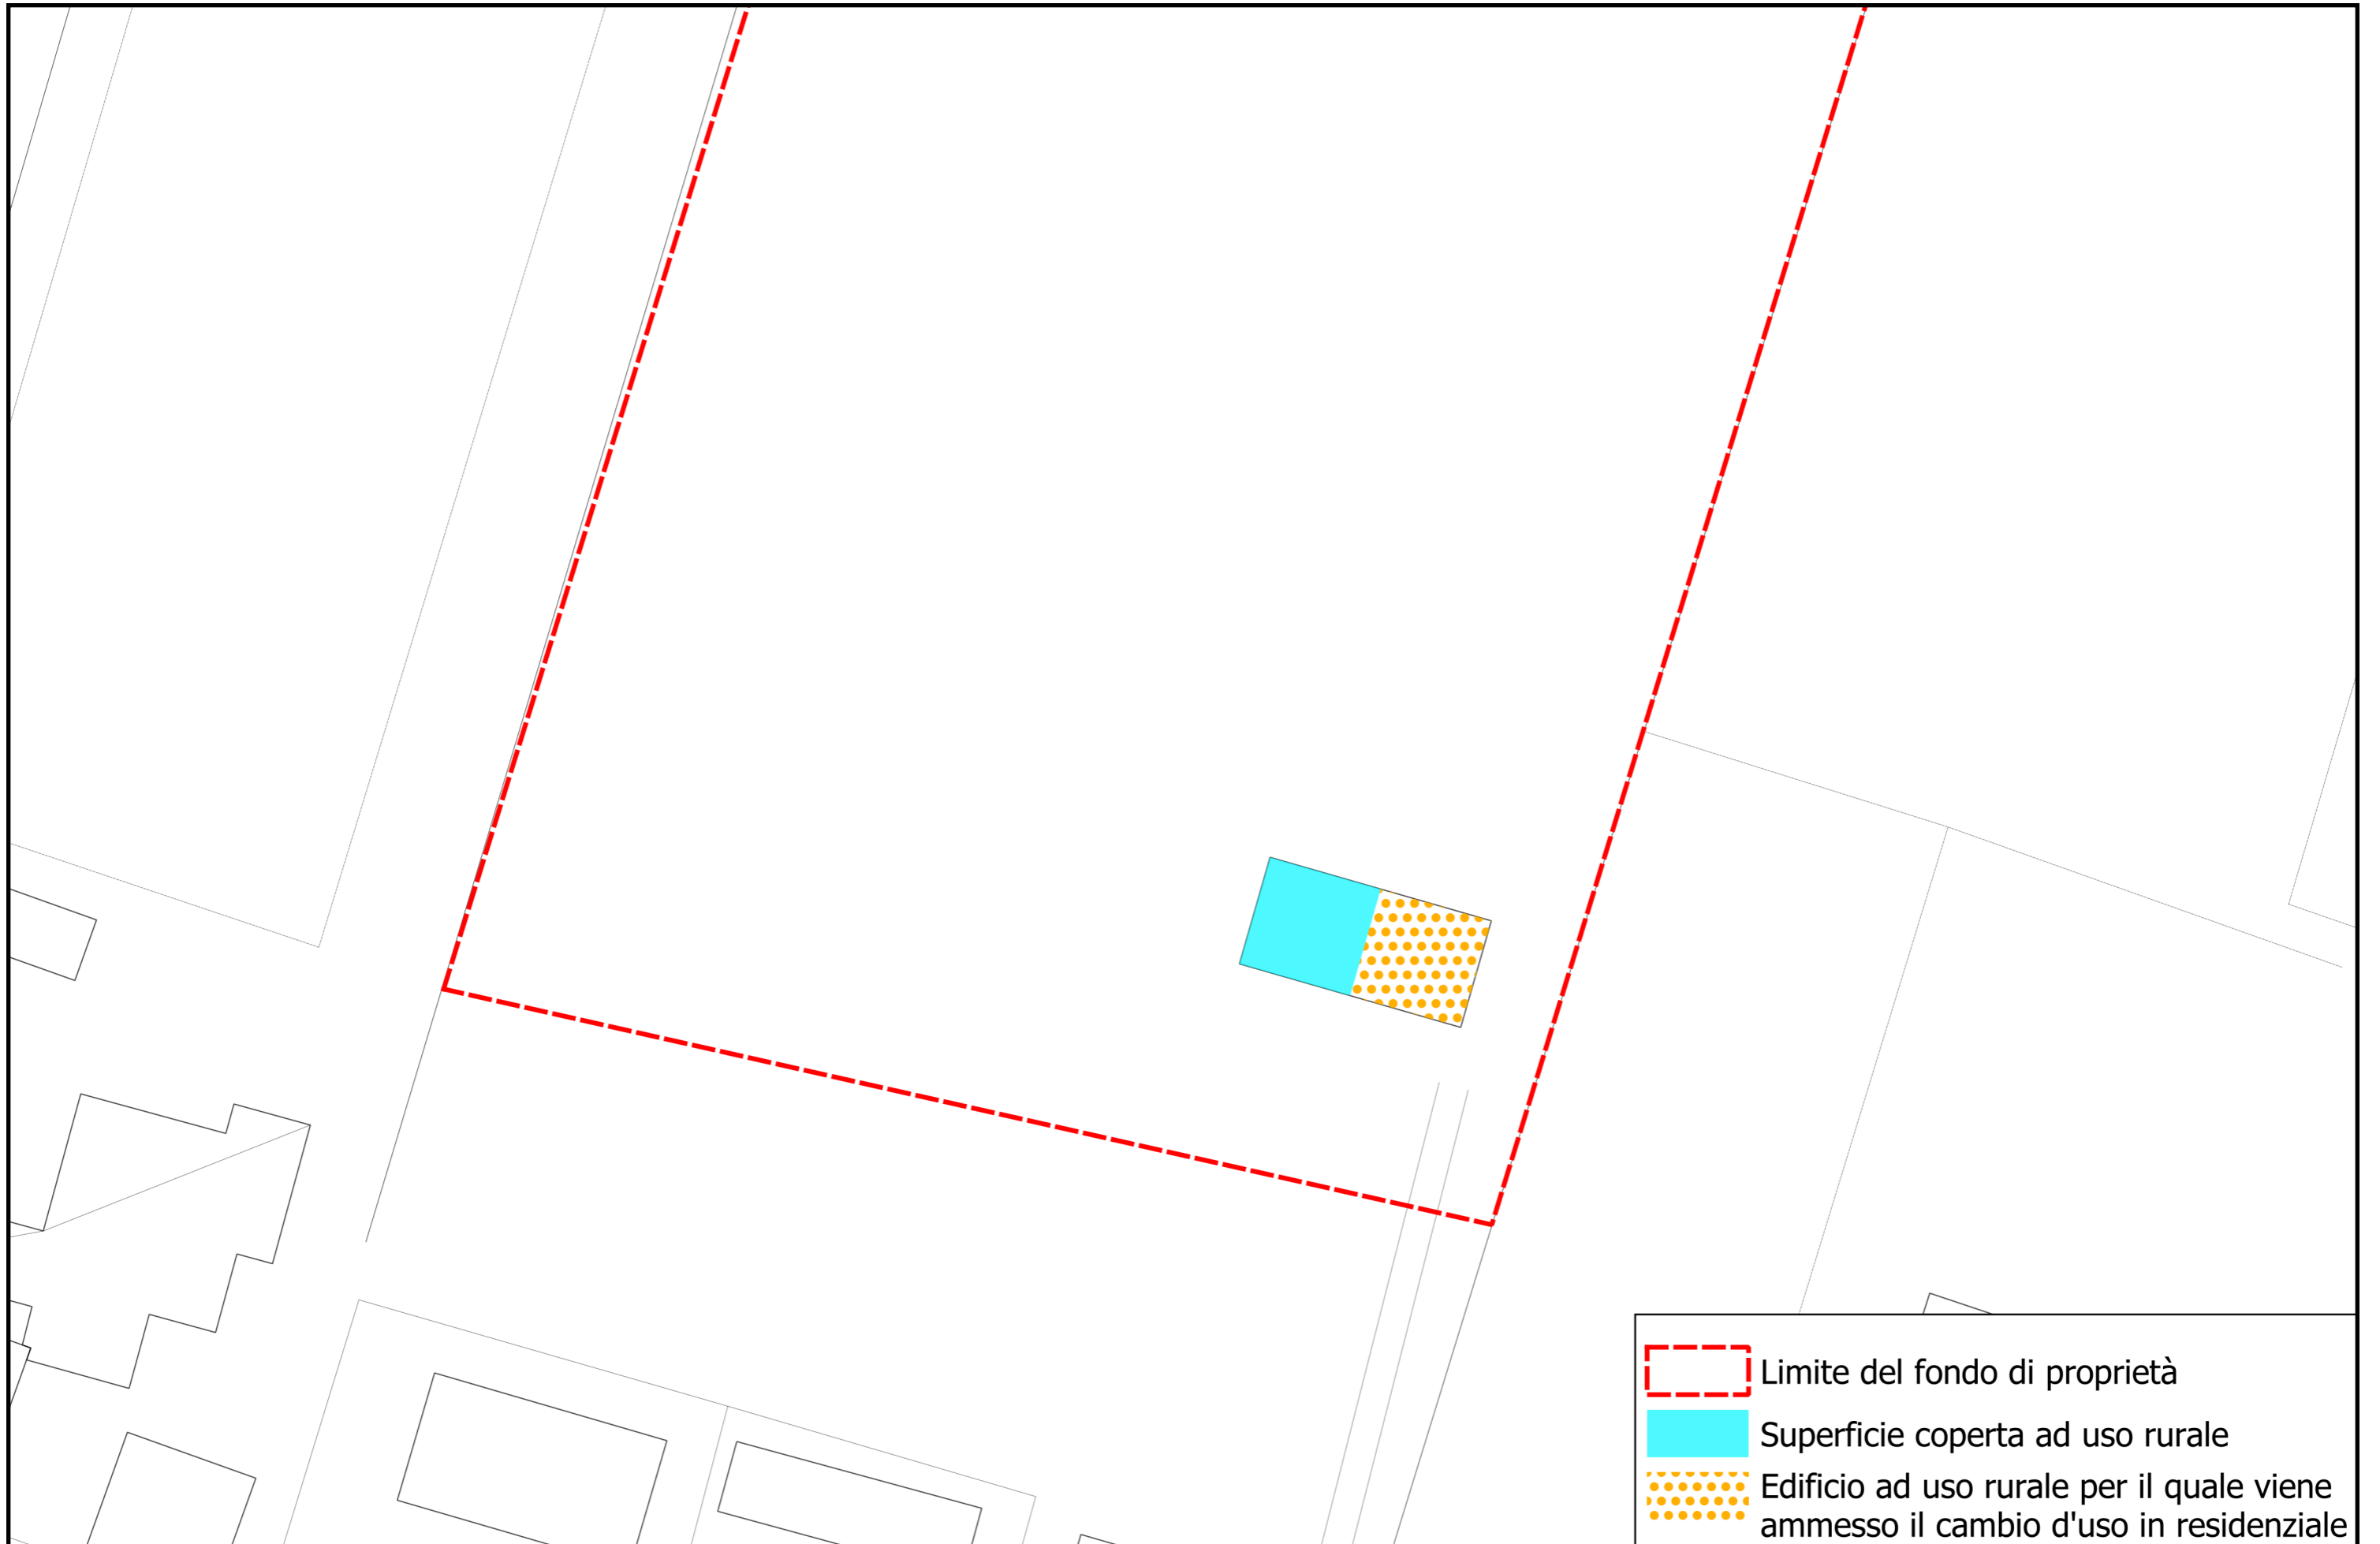 Limite del fondo di proprietà
Superficie coperta ad uso rurale
Edificio ad uso rurale per il quale viene
ammesso il cambio d'uso in residenziale